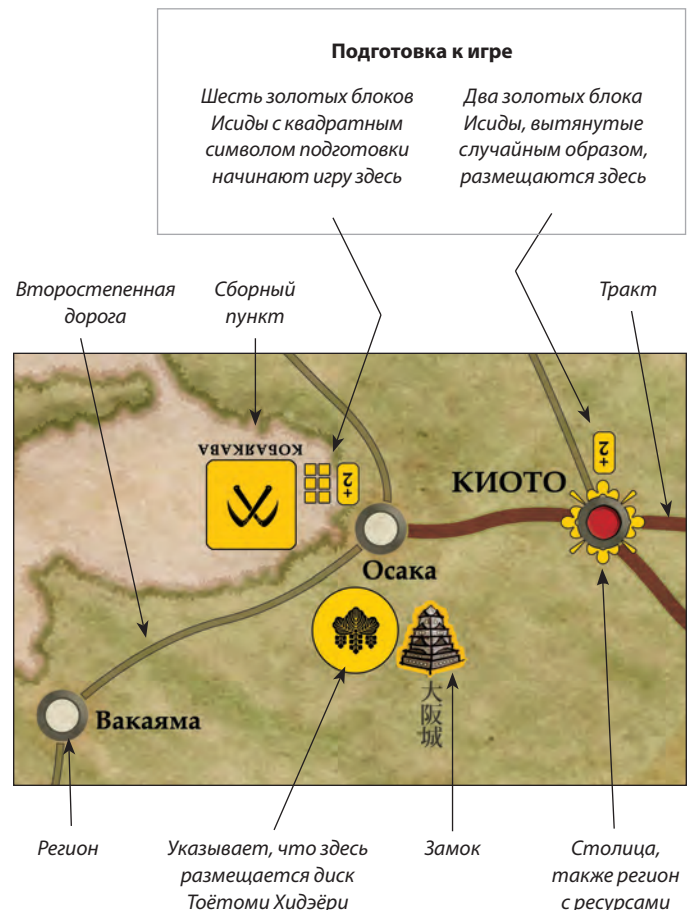 Подготовка к игре
Шесть золотых блоков
Исиды с квадратным
символом подготовки
начинают игру здесь
Два золотых блока
Исиды, вытянутые
случайным образом,
размещаются здесь
Второстепенная
дорога
Сборный
пункт
Тракт
КОБАЯКАВА
+2
+2
КИОТО
Осака
大阪城
Вакаяма
Регион
Указывает, что здесь
размещается диск
Тоётоми Хидэёри
Замок
Столица,
также регион
с ресурсами